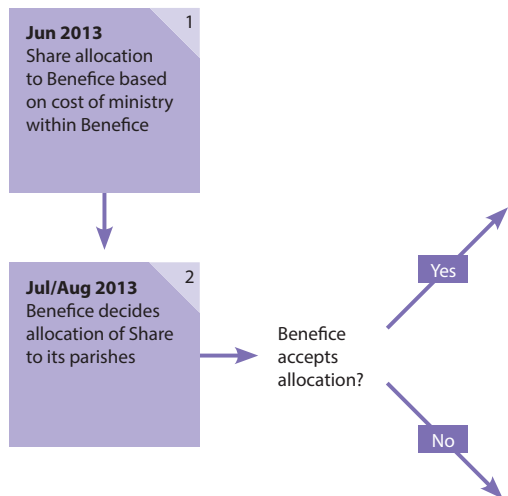 1
Jun 2013
Share allocation
to Benefice based
on cost of ministry
within Benefice
2
Jul/Aug 2013
Benefice decides
allocation of Share
to its parishes
Benefice
accepts
allocation?
Yes
No